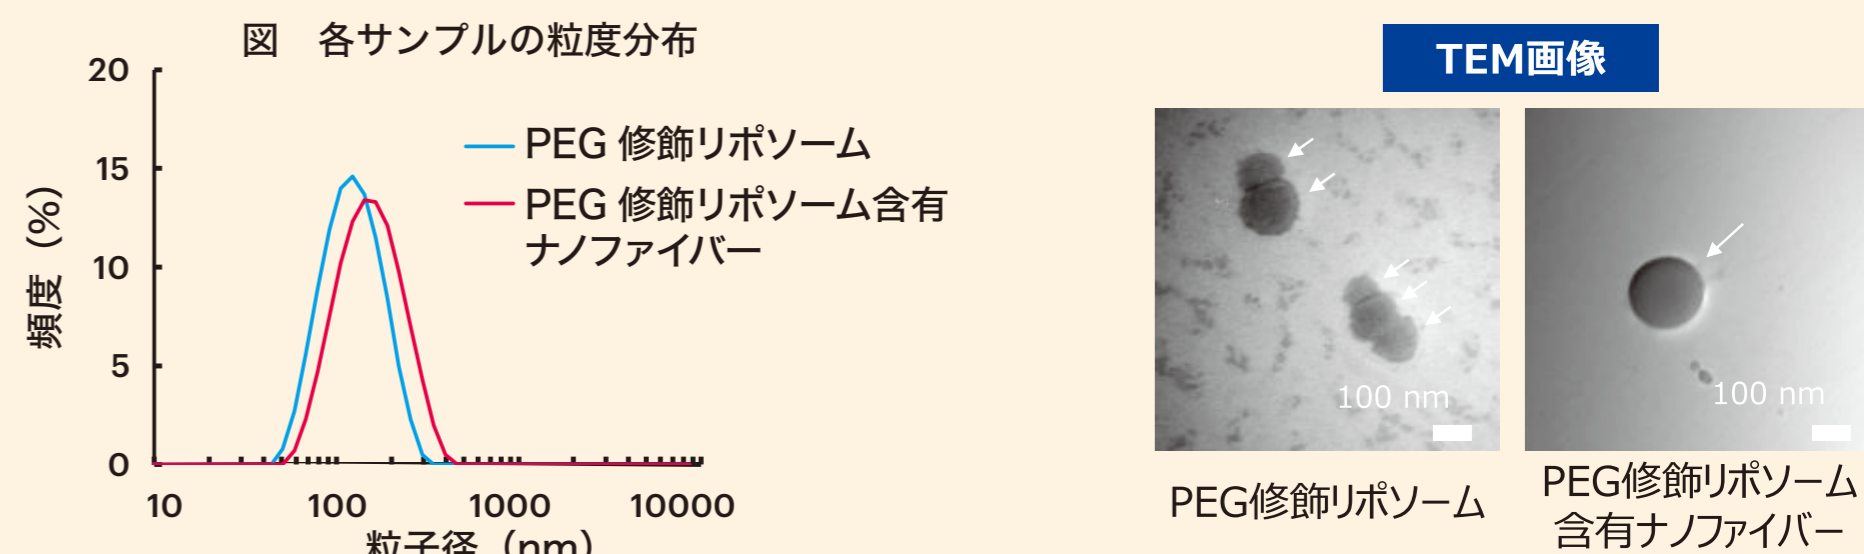 図　各サンプルの粒度分布
20
15
10
5
0
頻度（%）
PEG 修飾リポソーム
PEG 修飾リポソーム含有
ナノファイバー
10
100
1000
10000
粒子径（nm）
TEM画像
100 nm
100 nm
PEG修飾リポソーム
PEG修飾リポソーム
含有ナノファイバー